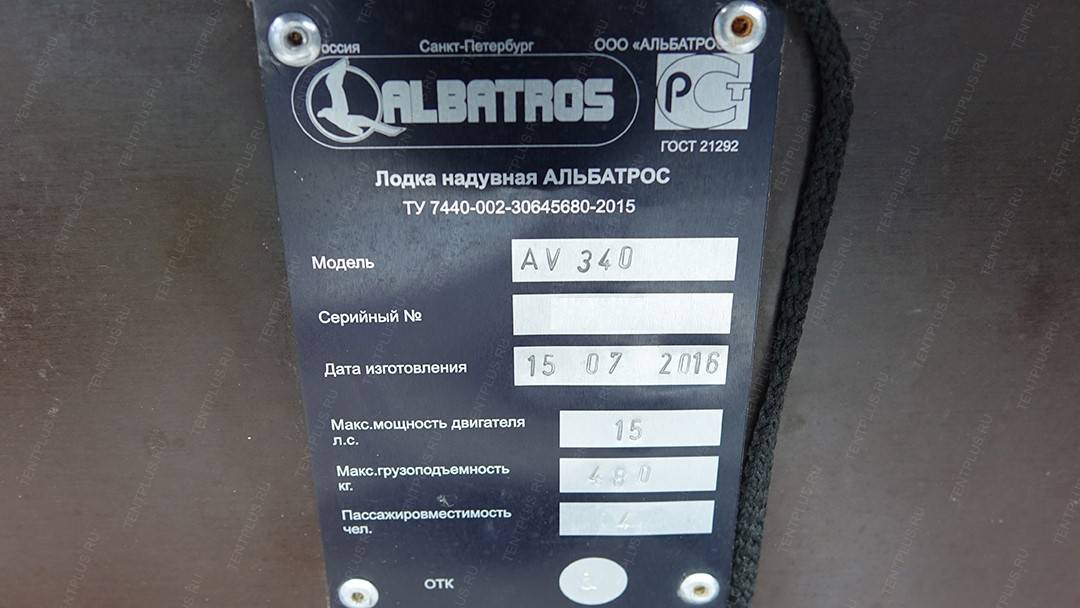 оссия Санкт-Петербург ООО «АЛЬБАТРОС
ALBATROS
РСТ
ГОСТ 21292
Лодка надувная АЛЬБАТРОС
ТУ 7440-002-30645680-2015
Модель AV 340
Серийный №
Дата изготовления 15 07 2016
Макс.мощность двигателя 15
л.с.
Макс.грузоподъемность 480
кг.
Пассажировместимость 4
чел.
ОТК
TENTPLUS.RU